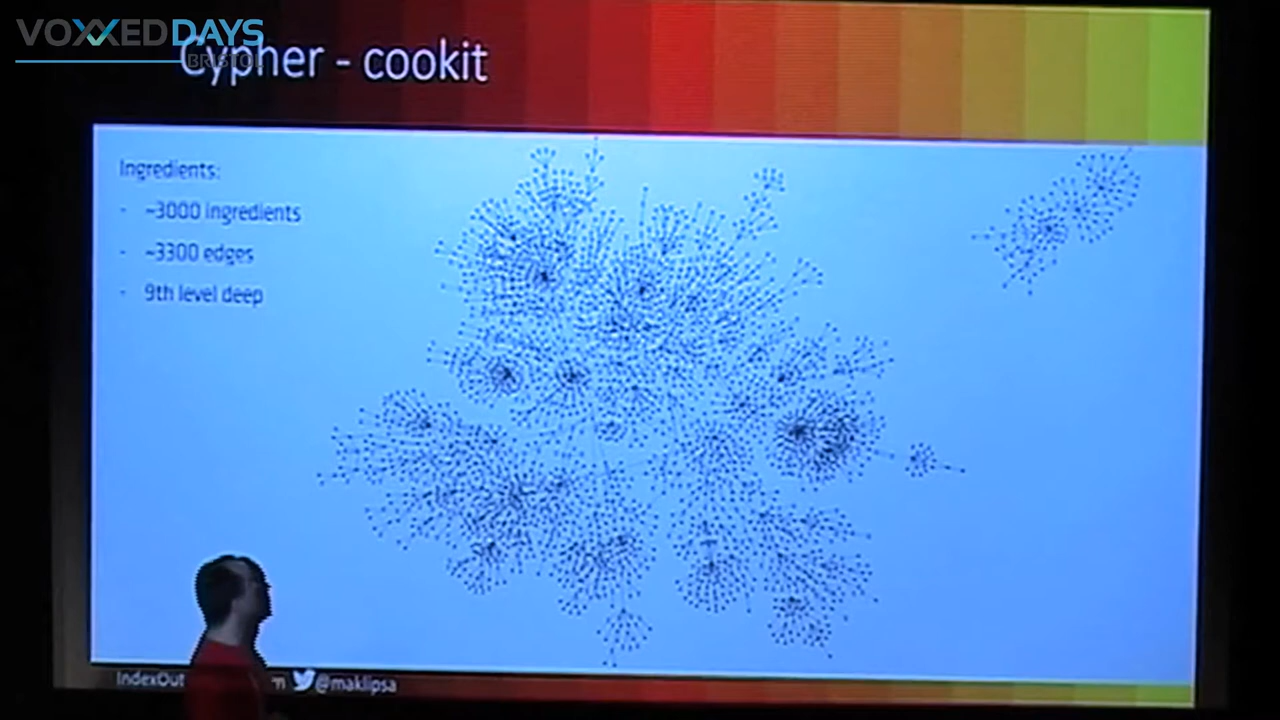 VOXXEDDAYS
BRISTOL
Cypher - cookit
Ingredients:
- ~3000 ingredients
- ~3300 edges
- 9th level deep
IndexOut
m @maklipsa